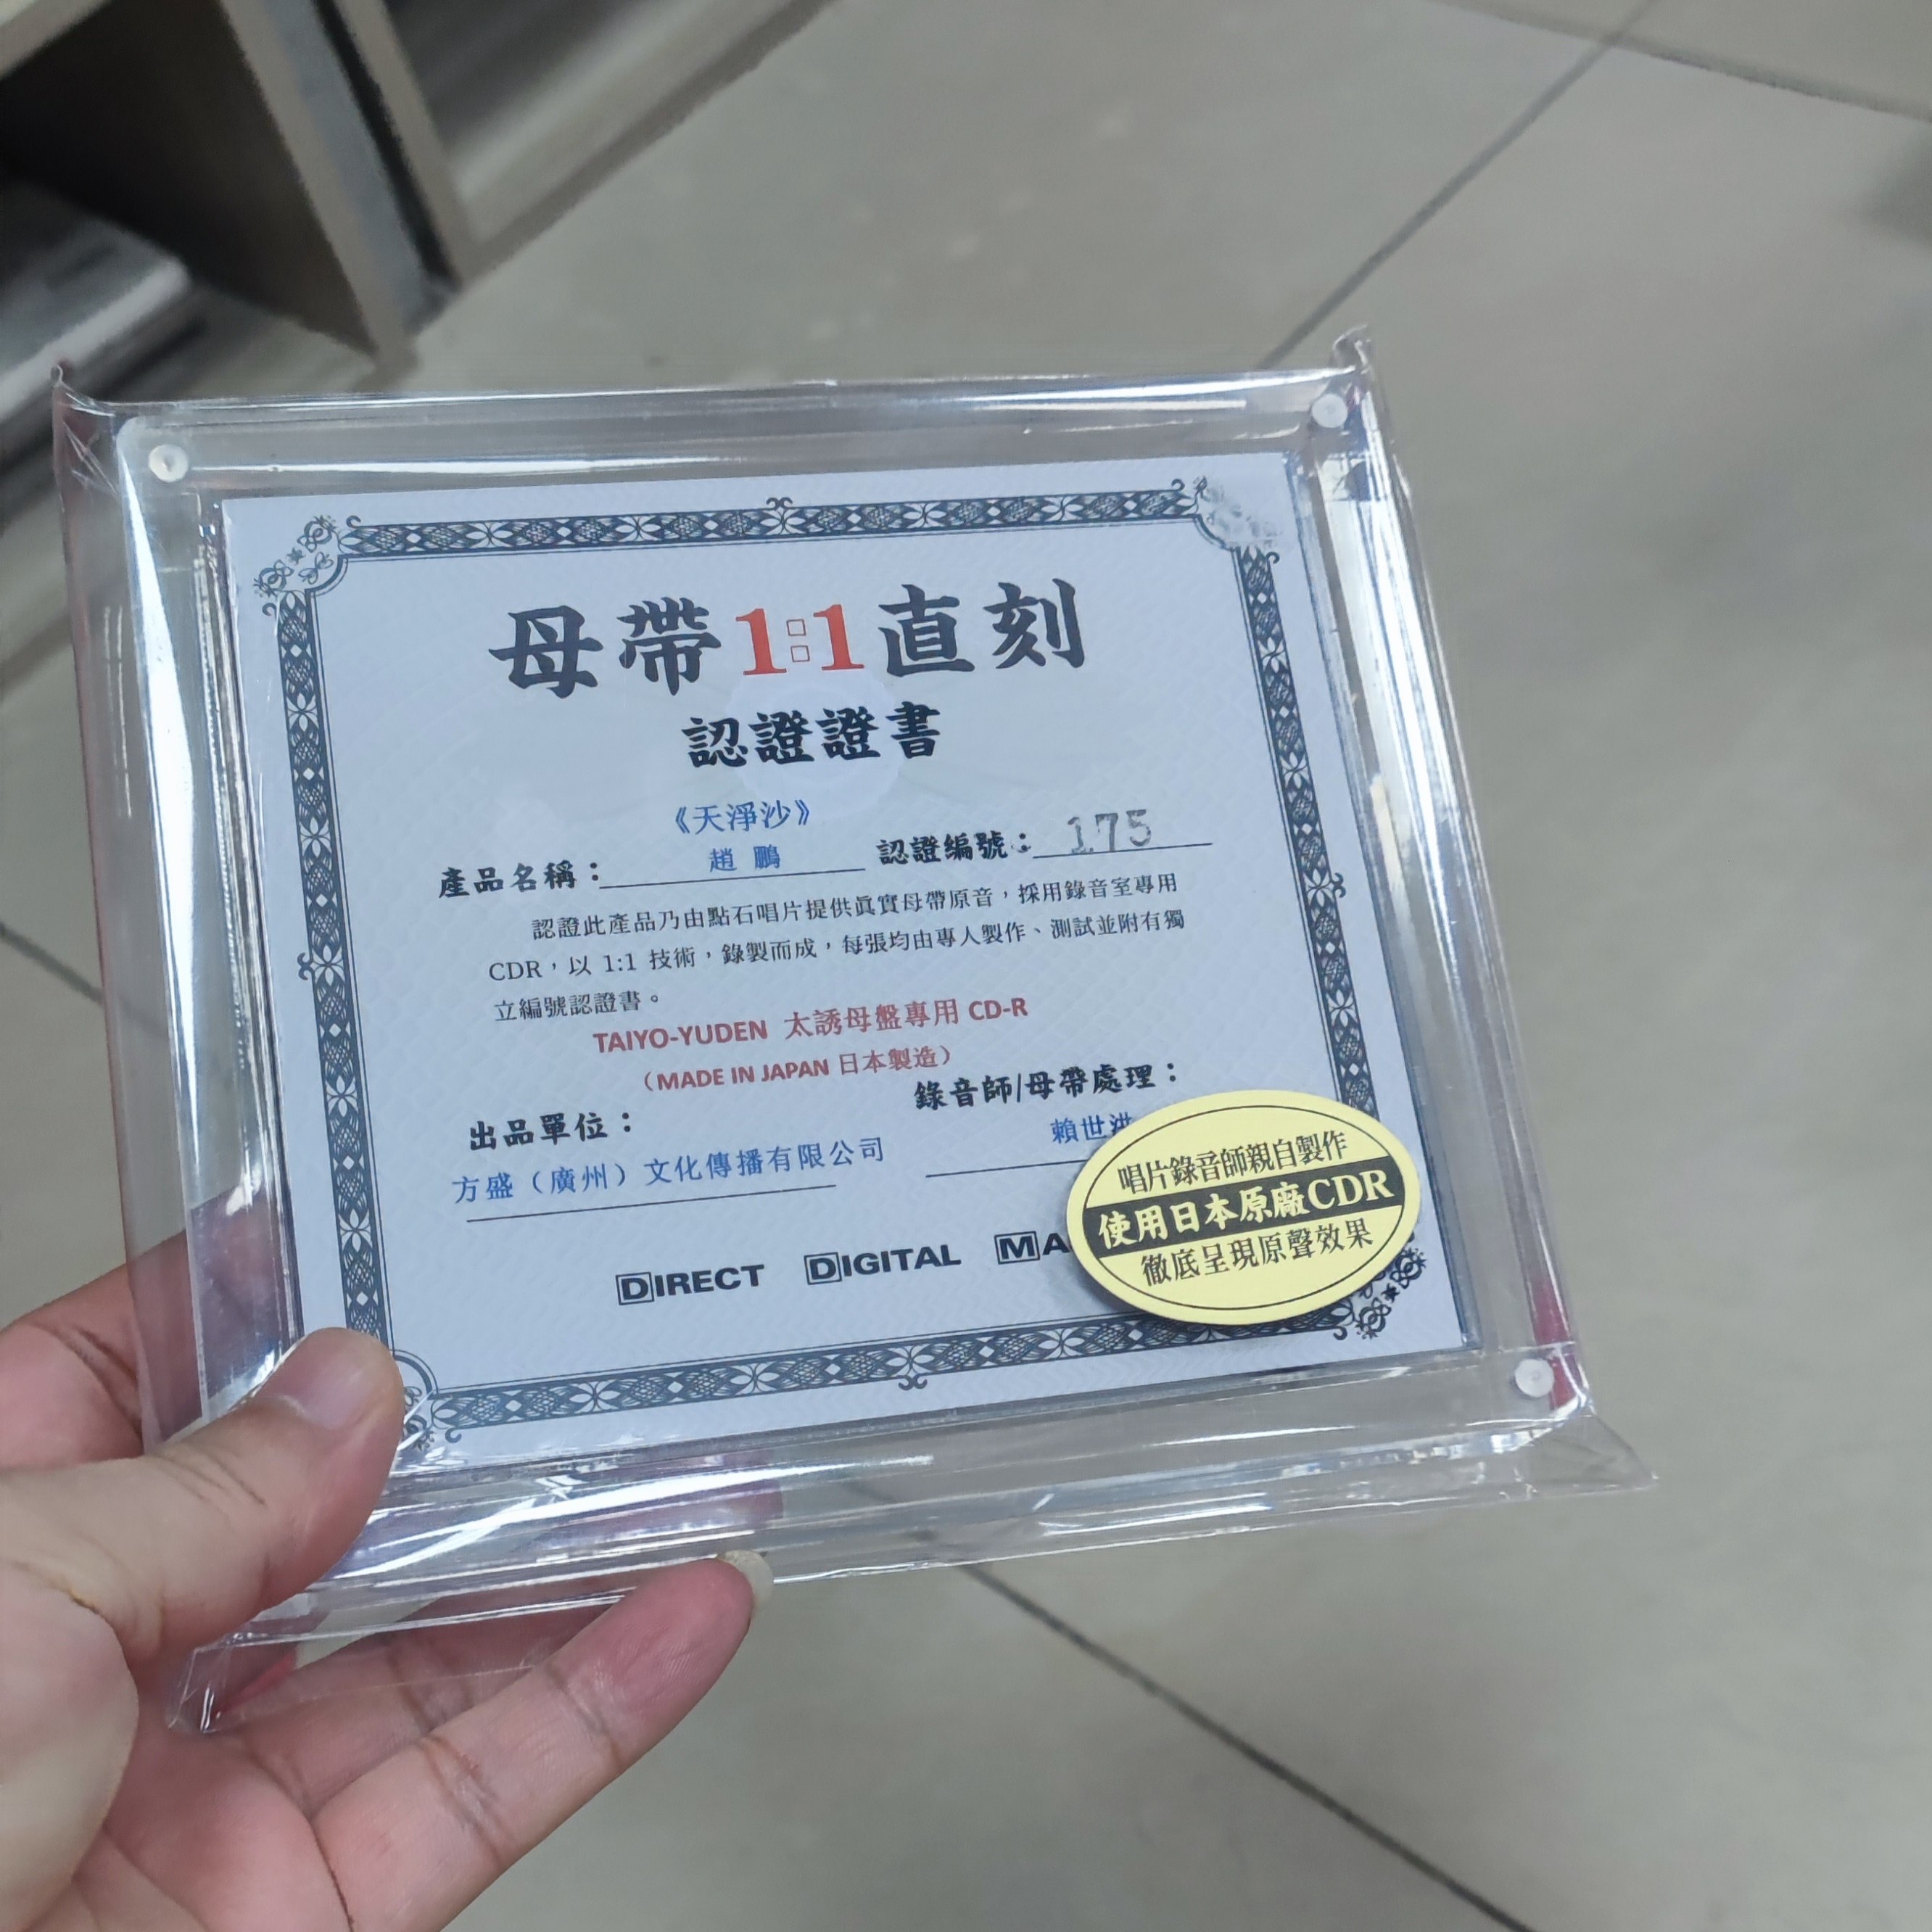 母帶1:1直刻
認證證書
《天淨沙》
產品名稱：趙 鵬 認證編號：175
認證此產品乃由點石唱片提供眞實母帶原音，採用錄音室專用
CDR，以 1:1 技術，錄製而成，每張均由專人製作、測試並附有獨
立編號認證書。
TAIYO-YUDEN 太誘母盤專用 CD-R
（MADE IN JAPAN 日本製造）
出品單位： 錄音師/母帶處理：
方盛（廣州）文化傳播有限公司 賴世洪
DIRECT DIGITAL MA
唱片錄音師親自製作
使用日本原廠CDR
徹底呈現原聲效果